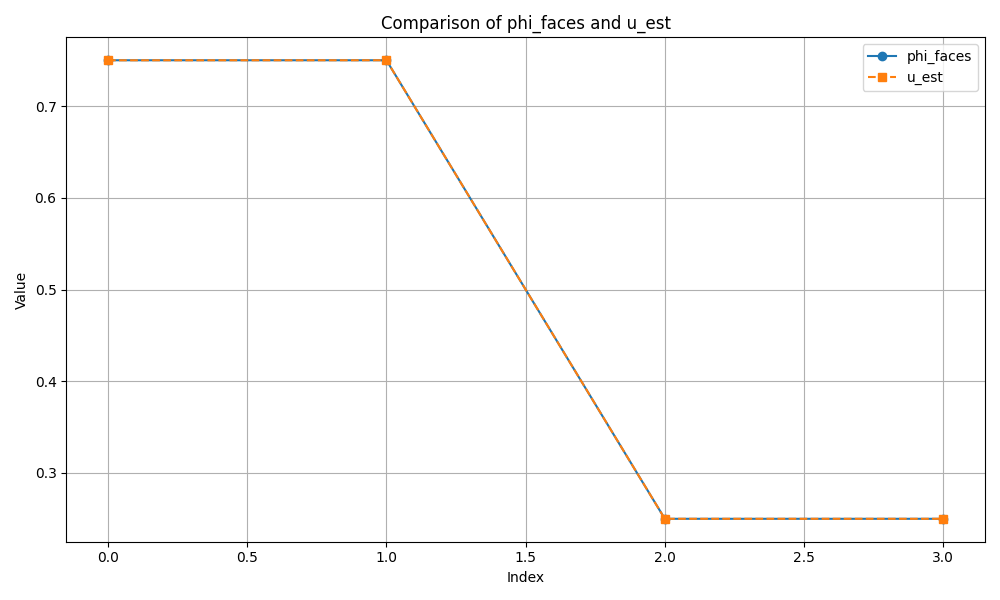 Comparison of phi_faces and u_est
phi_faces
u_est
Value
0.7
0.6
0.5
0.4
0.3
0.0 0.5 1.0 1.5 2.0 2.5 3.0
Index